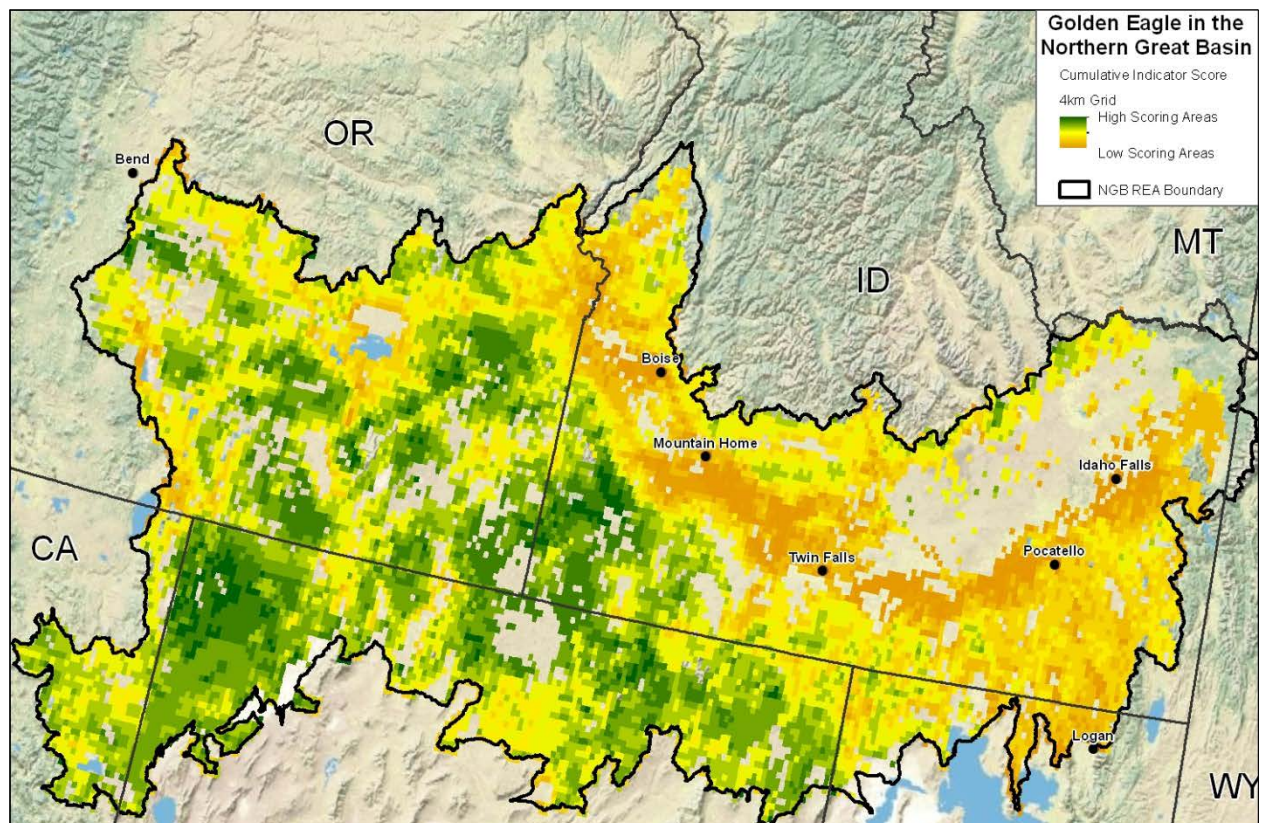 Golden Eagle in the
Northern Great Basin
Cumulative Indicator Score
4km Grid
High Scoring Areas
Low Scoring Areas
NGB REA Boundary
OR
Bend
MT
ID
Boise
Mountain Home
Idaho Falls
CA
Twin Falls
Pocatello
Logan
WY